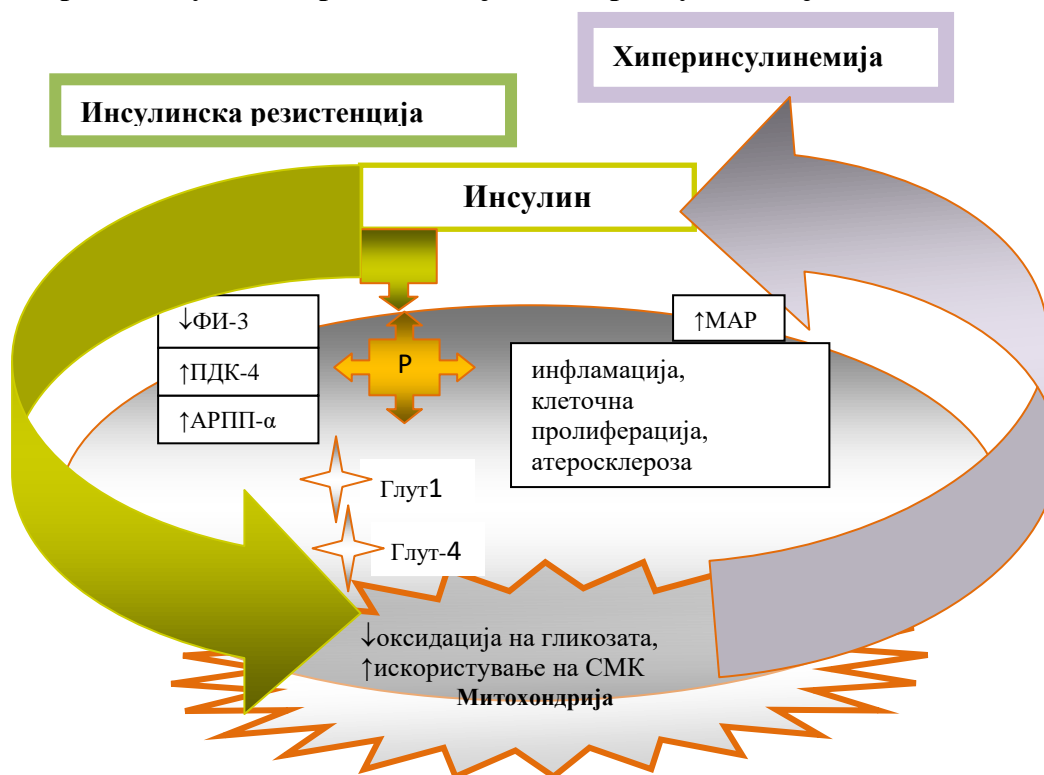 Хиперинсулинемија
Инсулинска резистенција
Инсулин
↓ФИ-3
↑ПДК-4
↑АРПП-α
Р
↑МАР
инфламација,
клеточна
пролиферација,
атеросклероза
Глут1
Глут-4
↓оксидација на гликозата,
↑искористување на СМК
Митохондрија